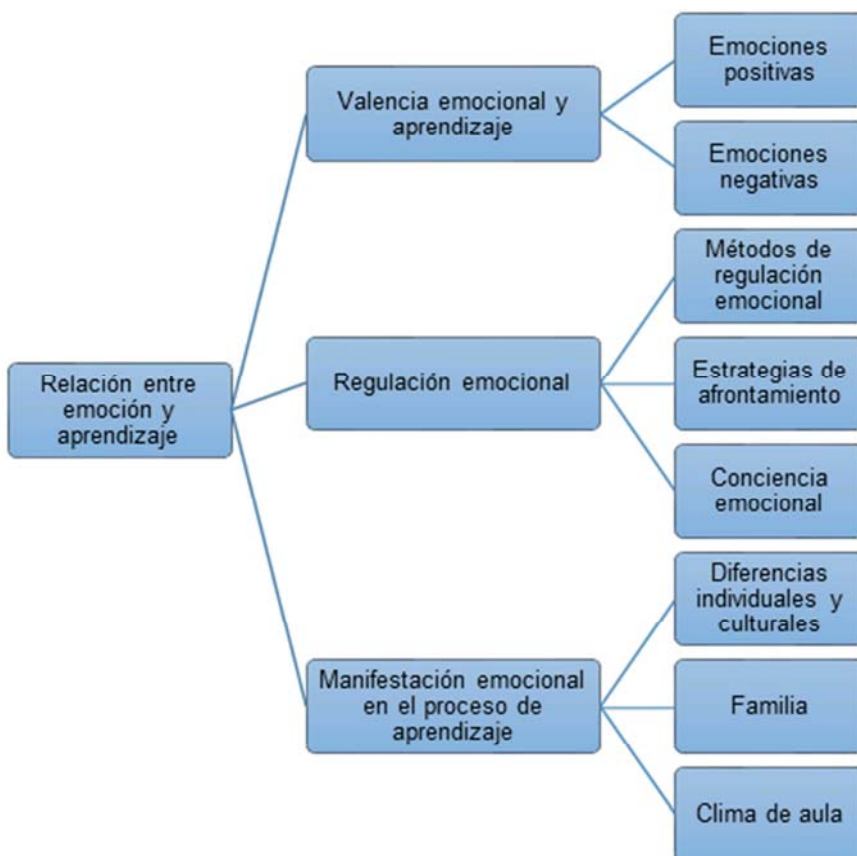 Relación entre
emoción y
aprendizaje
Valencia emocional y
aprendizaje
Emociones
positivas
Emociones
negativas
Regulación emocional
Métodos de
regulación
emocional
Estrategias de
afrontamiento
Conciencia
emocional
Manifestación emocional
en el proceso de
aprendizaje
Diferencias
individuales y
culturales
Familia
Clima de aula